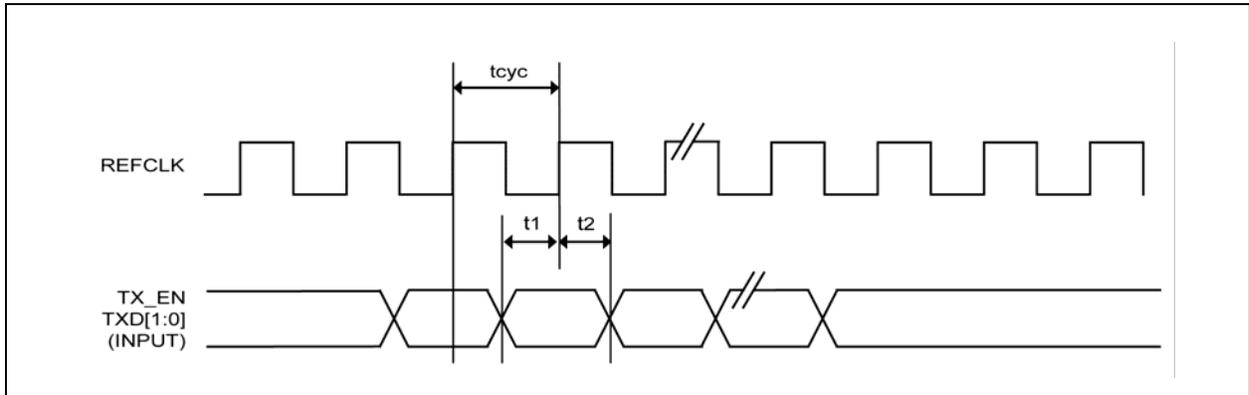 tcyc
REFCLK
t1 t2
TX_EN
TXD[1:0]
(INPUT)